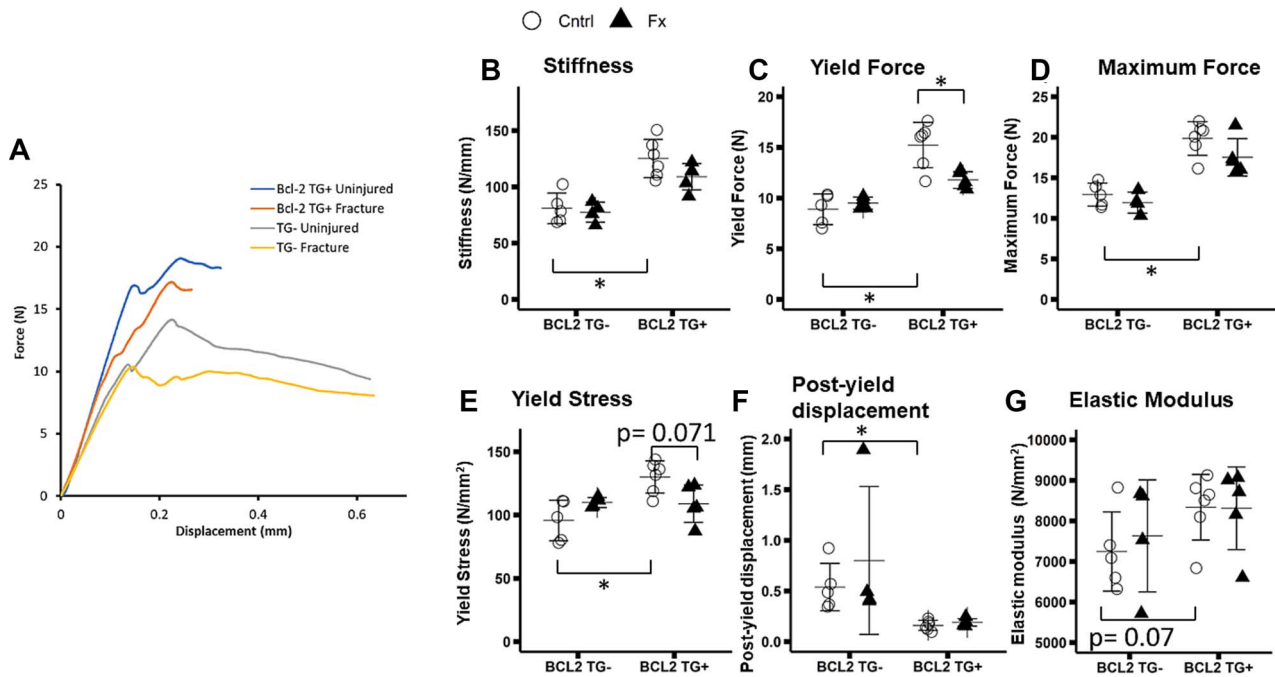 Cntrl Fx
A
Force (N)
25
20
15
10
5
0
0 0.2 0.4 0.6
Displacement (mm)
Bcl-2 TG+ Uninjured
Bcl-2 TG+ Fracture
TG- Uninjured
TG- Fracture
B Stiffness
Stiffness (N/mm)
150
100
50
0
*
BCL2 TG- BCL2 TG+
C Yield Force
Yield Force (N)
20
15
10
5
0
*
*
BCL2 TG- BCL2 TG+
D Maximum Force
Maximum Force (N)
25
20
15
10
5
0
*
BCL2 TG- BCL2 TG+
E Yield Stress
p= 0.071
Yield Stress (N/mm²)
150
100
50
0
*
BCL2 TG- BCL2 TG+
F Post-yield
displacement
Post-yield displacement (mm)
2.0
1.5
1.0
0.5
0.0
*
BCL2 TG- BCL2 TG+
G Elastic Modulus
Elastic modulus (N/mm²)
10000
9000
8000
7000
6000
5000
p= 0.07
BCL2 TG- BCL2 TG+